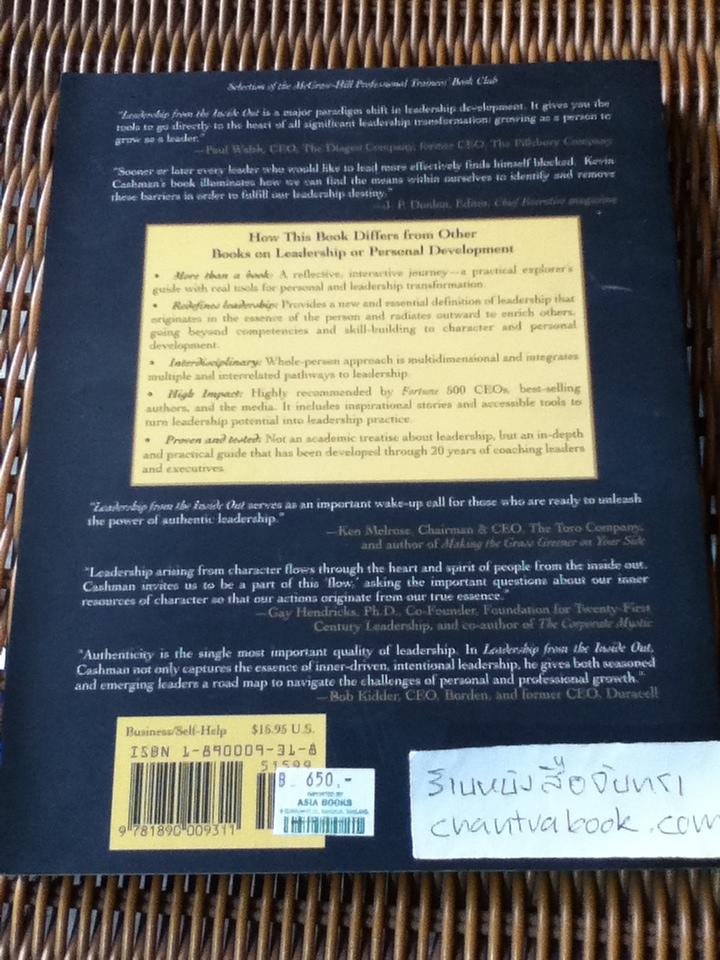 Selection of the McGraw-Hill Professional Trainers' Book Club
"Leadership from the Inside Out is a major paradigm shift in leadership development. It gives you the
tools to go directly to the heart of all significant leadership transformation: growing as a person to
grow as a leader."
—Paul Walsh, CEO, The Diageo Company, former CEO, The Pillsbury Company
"Sooner or later every leader who would like to lead more effectively finds himself blocked. Kevin
Cashman's book illuminates how we can find the means within ourselves to identify and remove
these barriers in order to fulfill our leadership destiny."
—J. P. Donlon, Editor, Chief Executive magazine
How This Book Differs from Other
Books on Leadership or Personal Development
• More than a book: A reflective, interactive journey—a practical explorer's
guide with real tools for personal and leadership transformation.
• Redefines leadership: Provides a new and essential definition of leadership that
originates in the essence of the person and radiates outward to enrich others,
going beyond competencies and skill-building to character and personal
development.
• Interdisciplinary: Whole-person approach is multidimensional and integrates
multiple and interrelated pathways to leadership.
• High Impact: Highly recommended by Fortune 500 CEOs, best-selling
authors, and the media. It includes inspirational stories and accessible tools to
turn leadership potential into leadership practice.
• Proven and tested: Not an academic treatise about leadership, but an in-depth
and practical guide that has been developed through 20 years of coaching leaders
and executives.
"Leadership from the Inside Out serves as an important wake-up call for those who are ready to unleash
the power of authentic leadership."
—Ken Melrose, Chairman & CEO, The Toro Company,
and author of Making the Grass Greener on Your Side
"Leadership arising from character flows through the heart and spirit of people from the inside out.
Cashman invites us to be a part of this 'flow,' asking the important questions about our inner
resources of character so that our actions originate from our true essence."
—Gay Hendricks, Ph.D., Co-Founder, Foundation for Twenty-First
Century Leadership, and co-author of The Corporate Mystic
"Authenticity is the single most important quality of leadership. In Leadership from the Inside Out,
Cashman not only captures the essence of inner-driven, intentional leadership, he gives both seasoned
and emerging leaders a road map to navigate the challenges of personal and professional growth."
—Bob Kidder, CEO, Borden, and former CEO, Duracell
Business/Self-Help $15.95 U.S.
ISBN 1-890009-31-8
51599
9 781890 009311
B 650.-
IMPORTED BY
ASIA BOOKS
ร้านหนังสือจันทรา
chantrabook.com